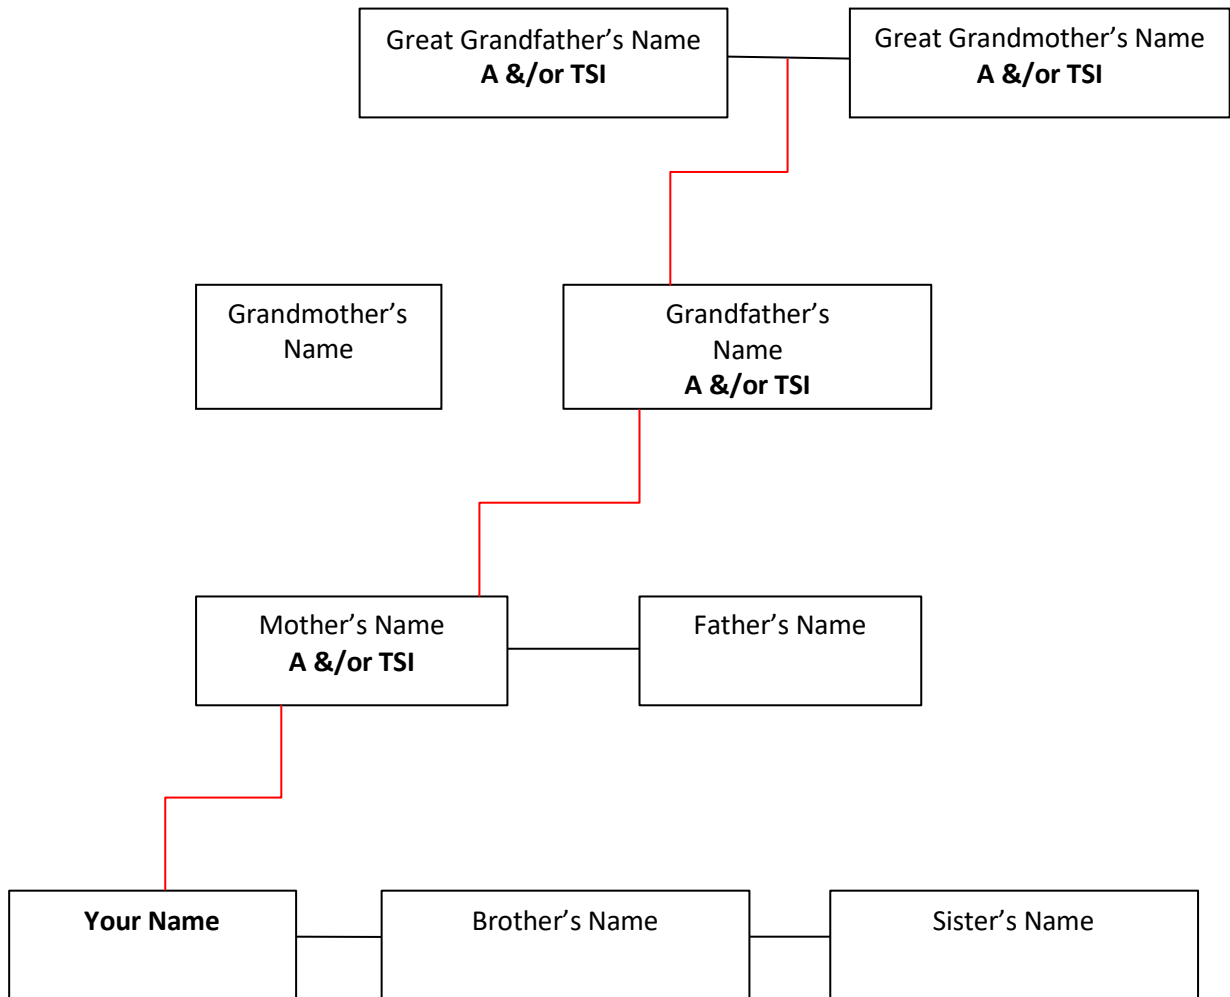 Great Grandfather’s Name
A &/or TSI
Great Grandmother’s Name
A &/or TSI
Grandmother’s
Name
Grandfather’s
Name
A &/or TSI
Mother’s Name
A &/or TSI
Father’s Name
Your Name
Brother’s Name
Sister’s Name